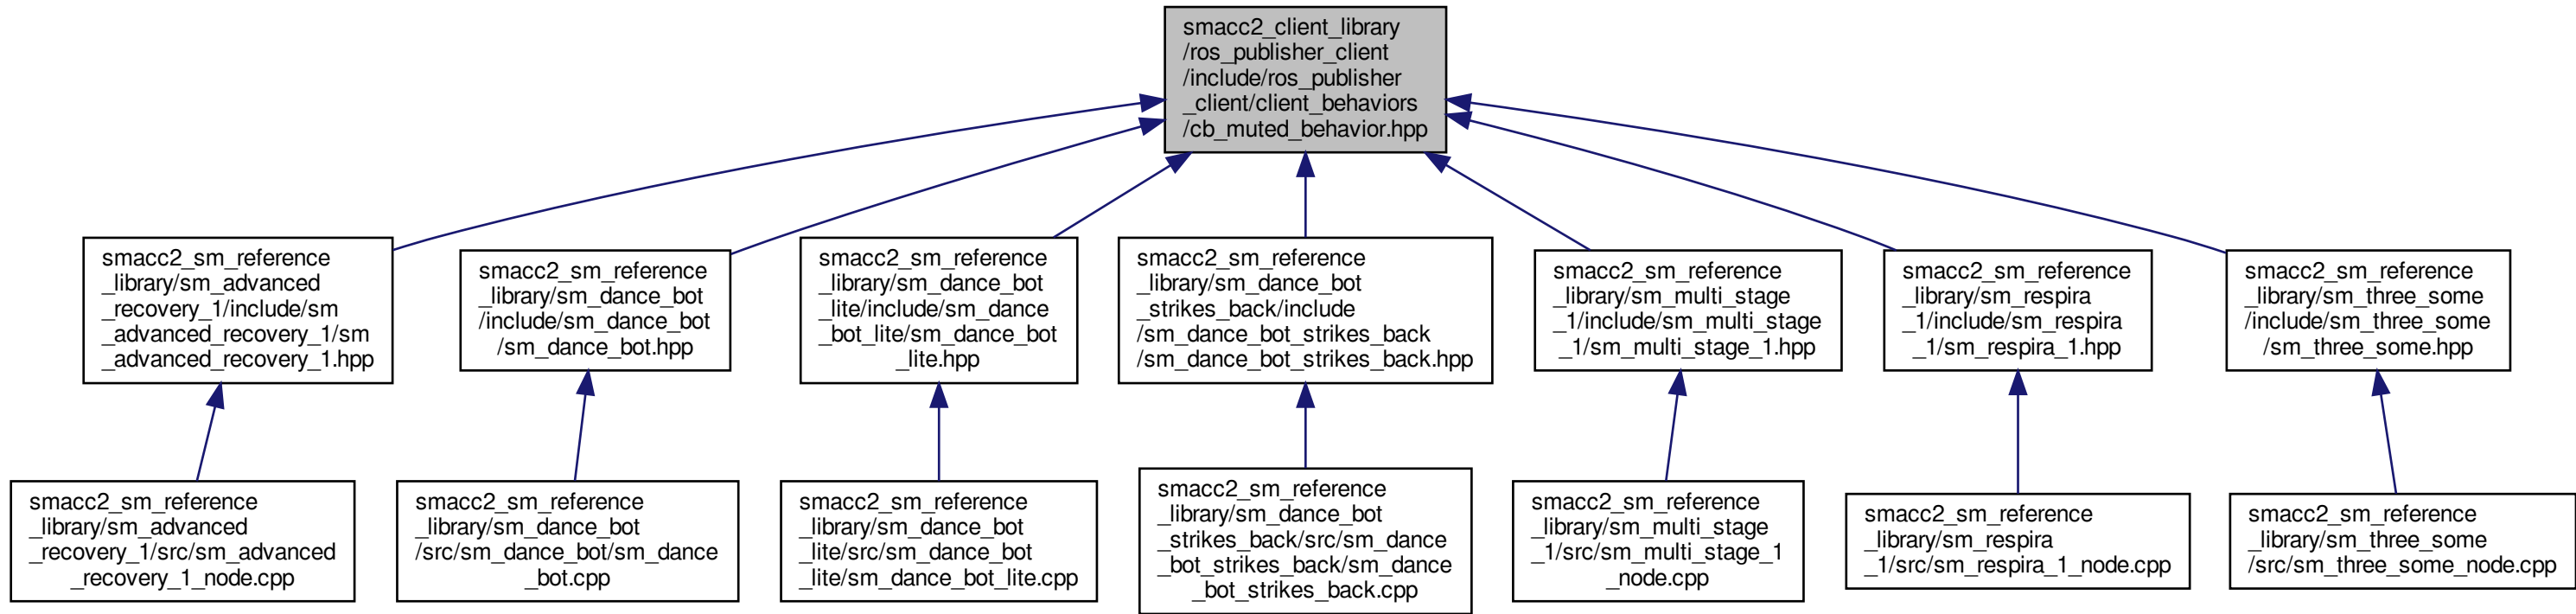 smacc2_client_library
/ros_publisher_client
/include/ros_publisher
_client/client_behaviors
/cb_muted_behavior.hpp
smacc2_sm_reference
_library/sm_advanced
_recovery_1/include/sm
_advanced_recovery_1/sm
_advanced_recovery_1.hpp
smacc2_sm_reference
_library/sm_dance_bot
/include/sm_dance_bot
/sm_dance_bot.hpp
smacc2_sm_reference
_library/sm_dance_bot
_lite/include/sm_dance
_bot_lite/sm_dance_bot
_lite.hpp
smacc2_sm_reference
_library/sm_dance_bot
_strikes_back/include
/sm_dance_bot_strikes_back
/sm_dance_bot_strikes_back.hpp
smacc2_sm_reference
_library/sm_multi_stage
_1/include/sm_multi_stage
_1/sm_multi_stage_1.hpp
smacc2_sm_reference
_library/sm_respira
_1/include/sm_respira
_1/sm_respira_1.hpp
smacc2_sm_reference
_library/sm_three_some
/include/sm_three_some
/sm_three_some.hpp
smacc2_sm_reference
_library/sm_advanced
_recovery_1/src/sm_advanced
_recovery_1_node.cpp
smacc2_sm_reference
_library/sm_dance_bot
/src/sm_dance_bot/sm_dance
_bot.cpp
smacc2_sm_reference
_library/sm_dance_bot
_lite/src/sm_dance_bot
_lite/sm_dance_bot_lite.cpp
smacc2_sm_reference
_library/sm_dance_bot
_strikes_back/src/sm_dance
_bot_strikes_back/sm_dance
_bot_strikes_back.cpp
smacc2_sm_reference
_library/sm_multi_stage
_1/src/sm_multi_stage_1
_node.cpp
smacc2_sm_reference
_library/sm_respira
_1/src/sm_respira_1_node.cpp
smacc2_sm_reference
_library/sm_three_some
/src/sm_three_some_node.cpp